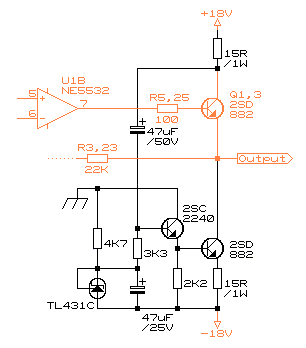 +18V
15R
/1W
U1B
NE5532
5
+
7
6
-
R5,25
100
Q1,3
2SD
882
+
47uF
/50V
R3,23
22K
Output
2SC
2240
4K7
3K3
2SD
882
2K2
15R
/1W
TL431C
+
47uF
/25V
-18V